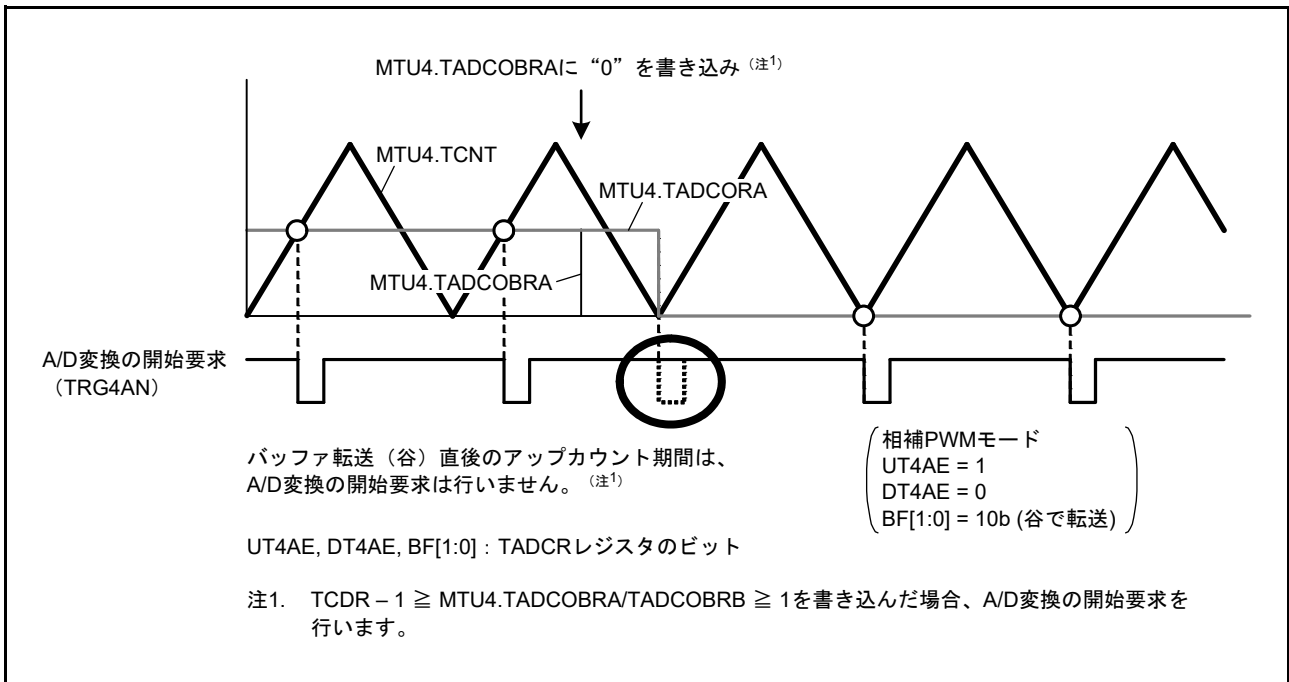 MTU4.TADCOBRAに“0”を書き込み（注1）
MTU4.TCNT
MTU4.TADCORA
MTU4.TADCOBRA
A/D変換の開始要求
（TRG4AN）
バッファ転送（谷）直後のアップカウント期間は、
A/D変換の開始要求は行いません。（注1）
相補PWMモード
UT4AE = 1
DT4AE = 0
BF[1:0] = 10b (谷で転送)
UT4AE, DT4AE, BF[1:0]：TADCRレジスタのビット
注1. TCDR – 1 ≧ MTU4.TADCOBRA/TADCOBRB ≧ 1を書き込んだ場合、A/D変換の開始要求を
行います。